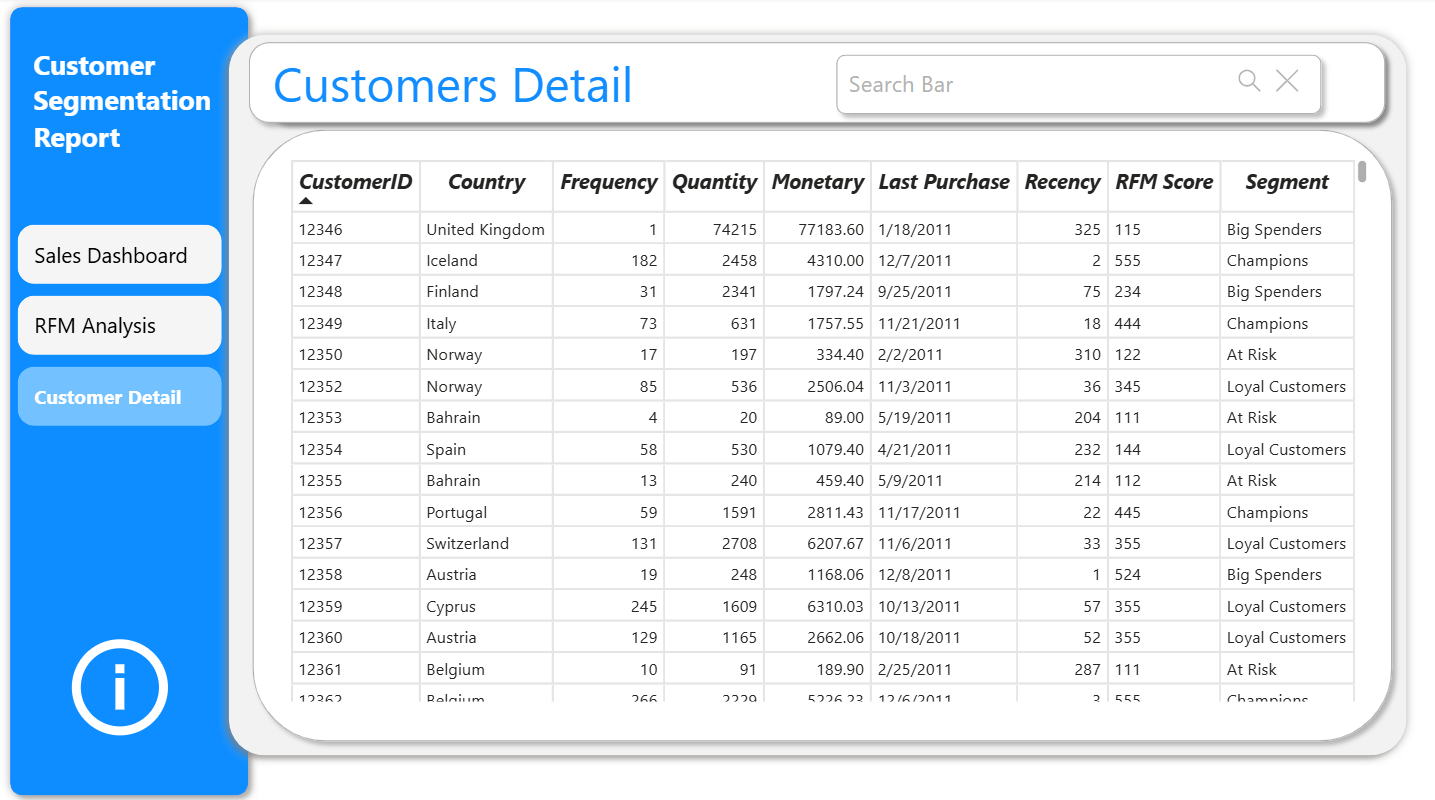 Customer
Segmentation
Report
Sales Dashboard
RFM Analysis
Customer Detail
Customers Detail
Search Bar
CustomerID Country Frequency Quantity Monetary Last Purchase Recency RFM Score Segment
12346 United Kingdom 1 74215 77183.60 1/18/2011 325 115 Big Spenders
12347 Iceland 182 2458 4310.00 12/7/2011 2 555 Champions
12348 Finland 31 2341 1797.24 9/25/2011 75 234 Big Spenders
12349 Italy 73 631 1757.55 11/21/2011 18 444 Champions
12350 Norway 17 197 334.40 2/2/2011 310 122 At Risk
12352 Norway 85 536 2506.04 11/3/2011 36 345 Loyal Customers
12353 Bahrain 4 20 89.00 5/19/2011 204 111 At Risk
12354 Spain 58 530 1079.40 4/21/2011 232 144 Loyal Customers
12355 Bahrain 13 240 459.40 5/9/2011 214 112 At Risk
12356 Portugal 59 1591 2811.43 11/17/2011 22 445 Champions
12357 Switzerland 131 2708 6207.67 11/6/2011 33 355 Loyal Customers
12358 Austria 19 248 1168.06 12/8/2011 1 524 Big Spenders
12359 Cyprus 245 1609 6310.03 10/13/2011 57 355 Loyal Customers
12360 Austria 129 1165 2662.06 10/18/2011 52 355 Loyal Customers
12361 Belgium 10 91 189.90 2/25/2011 287 111 At Risk
12362 Belgium 266 2229 5226.23 12/6/2011 3 555 Champions